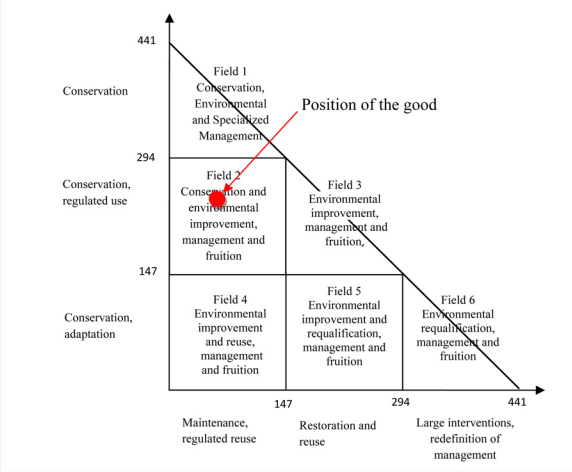 441
Conservation
Field 1
Conservation,
Environmental
and Specialized
Management
Position of the good
294
Conservation,
regulated use
Field 2
Conservation and
environmental
improvement,
management and
fruition
Field 3
Environmental
improvement,
management and
fruition,
147
Conservation,
adaptation
Field 4
Environmental
improvement
and reuse,
management
and fruition
Field 5
Environmental
improvement and
requalification,
management and
fruition
Field 6
Environmental
requalification,
management and
fruition
147
294
441
Maintenance,
regulated reuse
Restoration and
reuse
Large interventions,
redefinition of
management